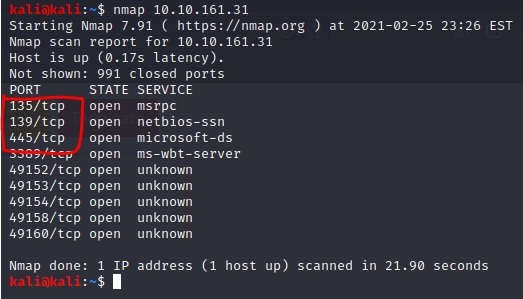 kali@kali:~$ nmap 10.10.161.31
Starting Nmap 7.91 ( https://nmap.org ) at 2021-02-25 23:26 EST
Nmap scan report for 10.10.161.31
Host is up (0.17s latency).
Not shown: 991 closed ports
PORT      STATE SERVICE
135/tcp   open  msrpc
139/tcp   open  netbios-ssn
445/tcp   open  microsoft-ds
3389/tcp  open  ms-wbt-server
49152/tcp open  unknown
49153/tcp open  unknown
49154/tcp open  unknown
49158/tcp open  unknown
49160/tcp open  unknown
Nmap done: 1 IP address (1 host up) scanned in 21.90 seconds
kali@kali:~$